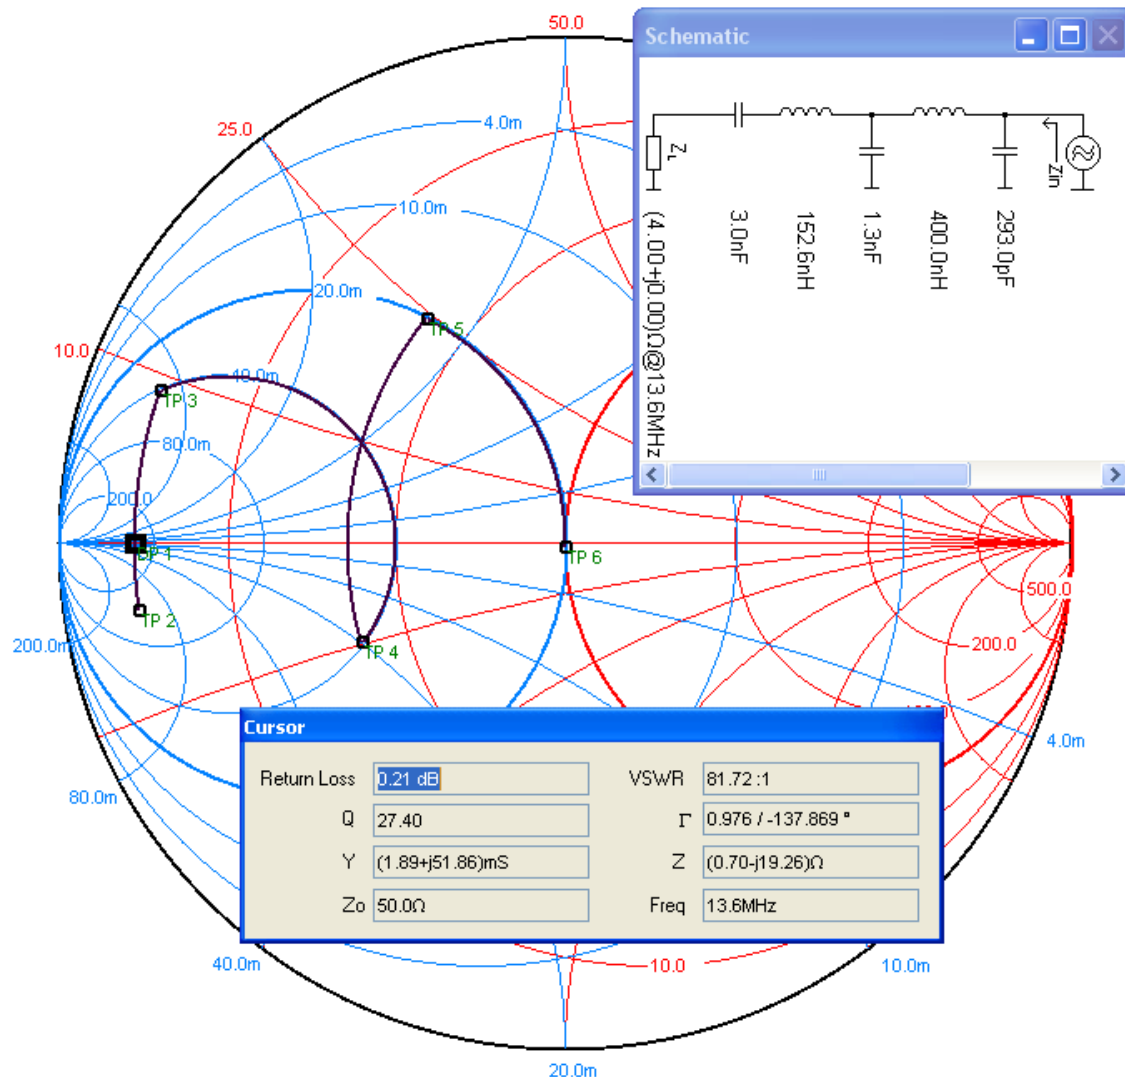 50.0
25.0
10.0
4.0m
10.0m
20.0m
40.0m
80.0m
200.0
TP 5
TP 3
TP 2
TP 4
TP 6
500.0
200.0
200.0m
80.0m
40.0m
20.0m
10.0m
4.0m
10.0
Schematic
ZL
Zin
(4.00+j0.00)Ω@13.6MHz
3.0nF
152.6nH
1.3nF
400.0nH
293.0pF
Cursor
Return Loss 0.21 dB VSWR 81.72 :1
Q 27.40 Γ 0.976 / -137.869 °
Y (1.89+j51.86)mS Z (0.70-j19.26)Ω
Zo 50.0Ω Freq 13.6MHz